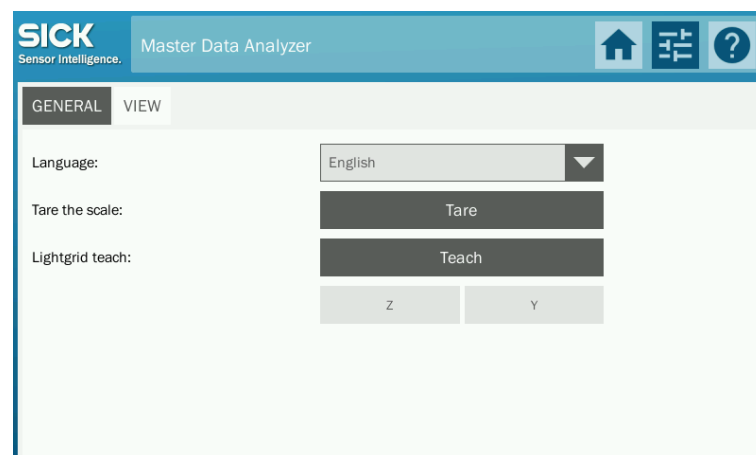 SICK
Sensor Intelligence.
Master Data Analyzer
?
GENERAL VIEW
Language: English
Tare the scale: Tare
Lightgrid teach: Teach
Z Y